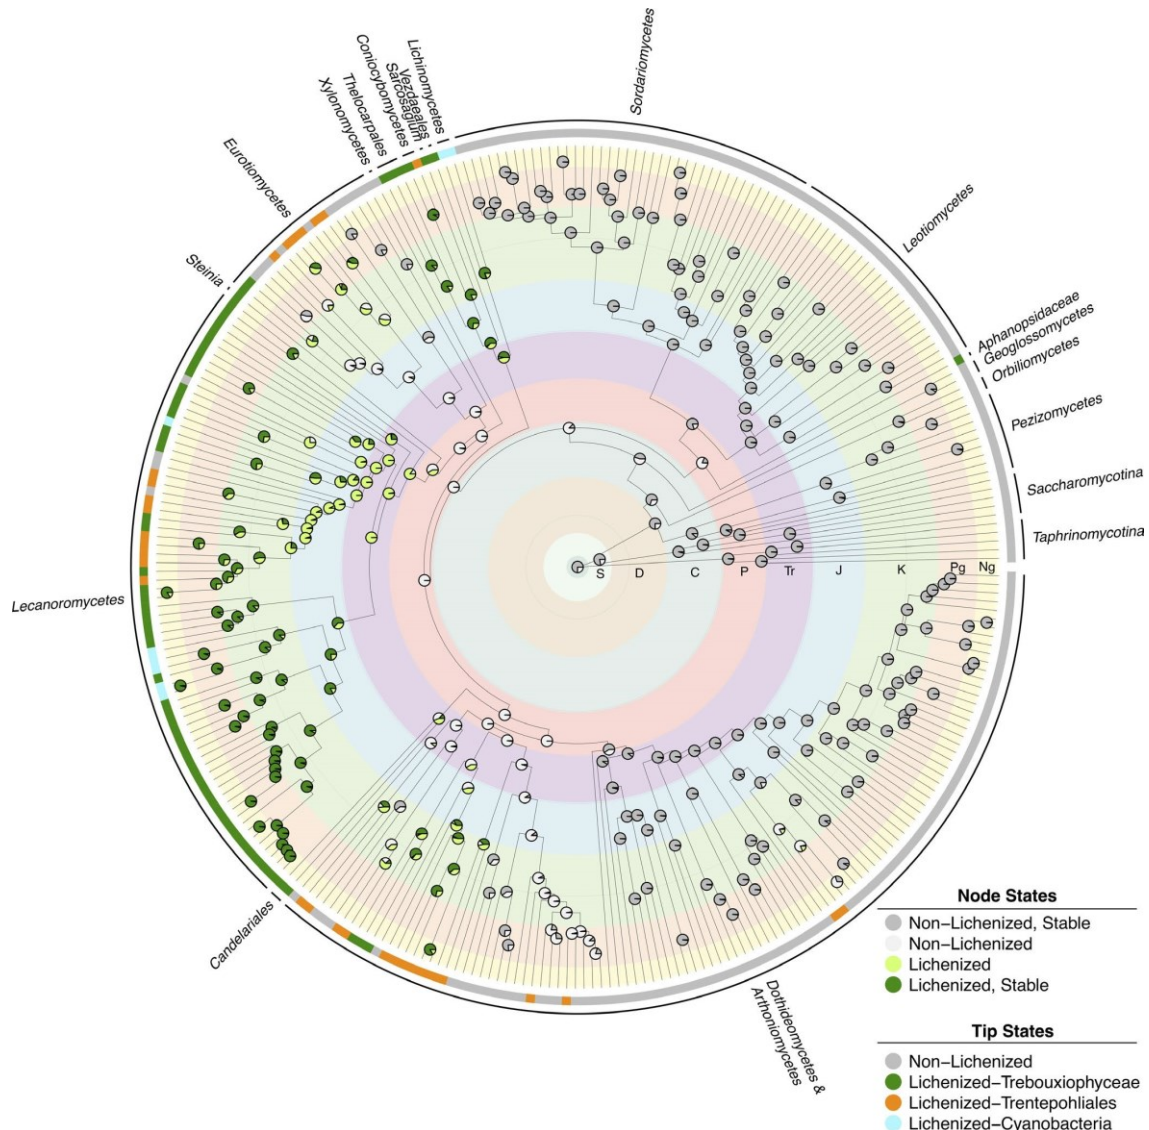 Sordariomycetes
Leotiomycetes
Aphanopsidaceae
Geoglossomycetes
Orbiliomycetes
Pezizomycetes
Saccharomycotina
Taphrinomycotina
Lichinomycetes
Vezdaeales
Sarcosagium
Coniocybomycetes
Thelocarpales
Xylonomycetes
Eurotiomycetes
Steinia
Lecanoromycetes
Candelariales
Dothideomycetes &
Arthoniomycetes
S D C P Tr J K Pg Ng
Node States
Non–Lichenized, Stable
Non–Lichenized
Lichenized
Lichenized, Stable
Tip States
Non–Lichenized
Lichenized–Trebouxiophyceae
Lichenized–Trentepohliales
Lichenized–Cyanobacteria